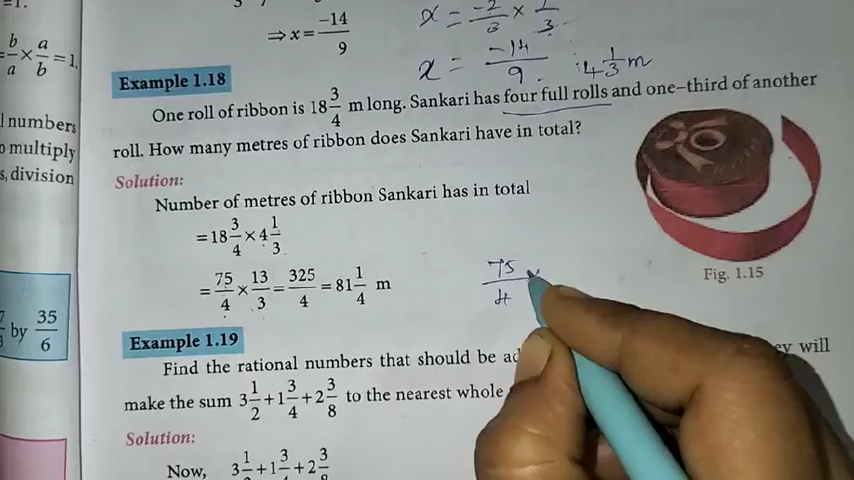 =1.
⇒ x = -14/9
x = -2/3 × 7/3
b/a × a/b = 1.
x = -14/9.
4 1/3 m
Example 1.18
One roll of ribbon is 18 3/4 m long. Sankari has four full rolls and one–third of another
roll. How many metres of ribbon does Sankari have in total?
l numbers
o multiply
s, division
Solution:
Number of metres of ribbon Sankari has in total
= 18 3/4 × 4 1/3
= 75/4 × 13/3 = 325/4 = 81 1/4 m
75/4
Fig. 1.15
by 35/6
Example 1.19
Find the rational numbers that should be ad
ey will
make the sum 3 1/2 + 1 3/4 + 2 3/8 to the nearest whole
Solution:
Now, 3 1/2 + 1 3/4 + 2 3/8